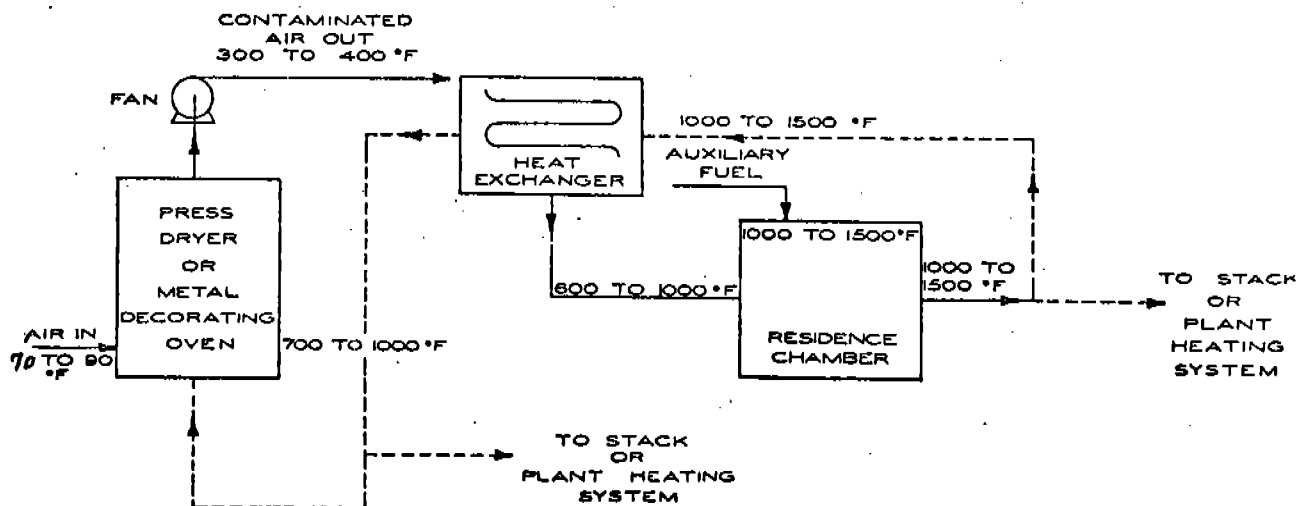 CONTAMINATED
AIR OUT
300 TO 400 °F
FAN
HEAT
EXCHANGER
1000 TO 1500 °F
AUXILIARY
FUEL
PRESS
DRYER
OR
METAL
DECORATING
OVEN
AIR IN
70 TO 90
°F
700 TO 1000 °F
600 TO 1000 °F
1000 TO 1500 °F
RESIDENCE
CHAMBER
1000 TO
1500 °F
TO STACK
OR
PLANT
HEATING
SYSTEM
TO STACK
OR
PLANT HEATING
SYSTEM